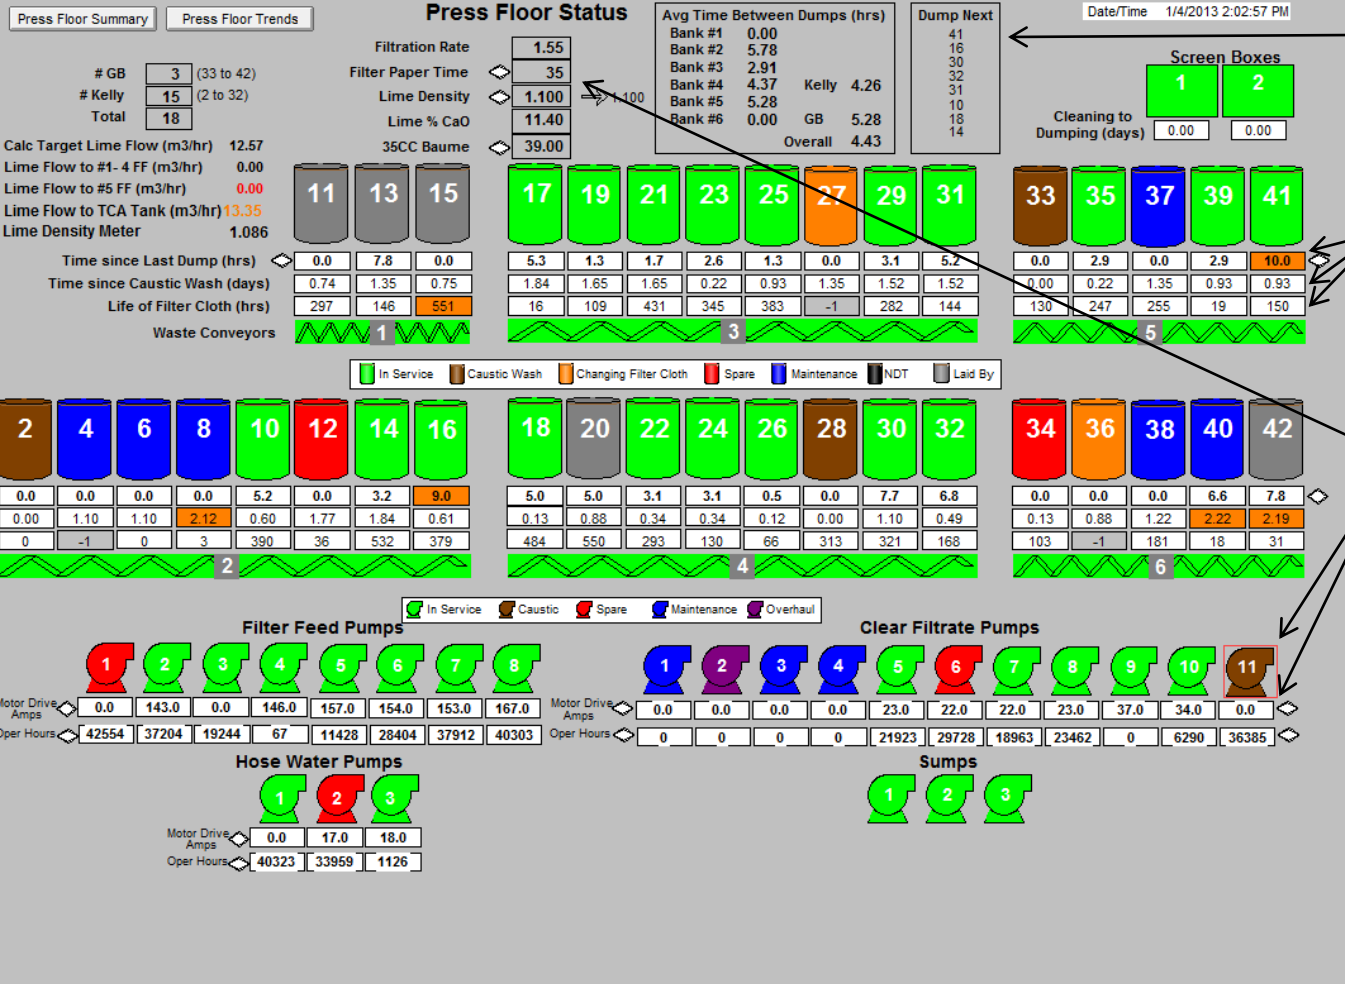 Press Floor Summary
Press Floor Trends
Press Floor Status
Date/Time 1/4/2013 2:02:57 PM
# GB 3 (33 to 42)
# Kelly 15 (2 to 32)
Total 18
Filtration Rate 1.55
Filter Paper Time 35
Lime Density 1.100 1.100
Lime % CaO 11.40
35CC Baume 39.00
Avg Time Between Dumps (hrs)
Bank #1 0.00
Bank #2 5.78
Bank #3 2.91
Bank #4 4.37 Kelly 4.26
Bank #5 5.28
Bank #6 0.00 GB 5.28
Overall 4.43
Dump Next
41
16
30
32
31
10
18
14
Screen Boxes
1 2
Cleaning to
Dumping (days) 0.00 0.00
Calc Target Lime Flow (m3/hr) 12.57
Lime Flow to #1- 4 FF (m3/hr) 0.00
Lime Flow to #5 FF (m3/hr) 0.00
Lime Flow to TCA Tank (m3/hr) 13.35
Lime Density Meter 1.086
11 13 15 17 19 21 23 25 27 29 31 33 35 37 39 41
Time since Last Dump (hrs) 0.0 7.8 0.0 5.3 1.3 1.7 2.6 1.3 0.0 3.1 5.2 0.0 2.9 0.0 2.9 10.0
Time since Caustic Wash (days) 0.74 1.35 0.75 1.84 1.65 1.65 0.22 0.93 1.35 1.52 1.52 0.00 0.22 1.35 0.93 0.93
Life of Filter Cloth (hrs) 297 146 551 16 109 431 345 383 -1 282 144 130 247 255 19 150
Waste Conveyors 1 3 5
In Service Caustic Wash Changing Filter Cloth Spare Maintenance NDT Laid By
2 4 6 8 10 12 14 16 18 20 22 24 26 28 30 32 34 36 38 40 42
0.0 0.0 0.0 0.0 5.2 0.0 3.2 9.0 5.0 5.0 3.1 3.1 0.5 0.0 7.7 6.8 0.0 0.0 0.0 6.6 7.8
0.00 1.10 1.10 2.12 0.60 1.77 1.84 0.61 0.13 0.88 0.34 0.34 0.12 0.00 1.10 0.49 0.13 0.88 1.22 2.22 2.19
0 -1 0 3 390 36 532 379 484 550 293 130 66 313 321 168 103 -1 181 18 31
2 4 6
In Service Caustic Spare Maintenance Overhaul
Filter Feed Pumps
1 2 3 4 5 6 7 8
Motor Drive
Amps 0.0 143.0 0.0 146.0 157.0 154.0 153.0 167.0
Oper Hours 42554 37204 19244 67 11428 28404 37912 40303
Clear Filtrate Pumps
1 2 3 4 5 6 7 8 9 10 11
Motor Drive
Amps 0.0 0.0 0.0 0.0 23.0 22.0 22.0 23.0 37.0 34.0 0.0
Oper Hours 0 0 0 0 21923 29728 18963 23462 0 6290 36385
Hose Water Pumps
1 2 3
Motor Drive
Amps 0.0 17.0 18.0
Oper Hours 40323 33959 1126
Sumps
1 2 3